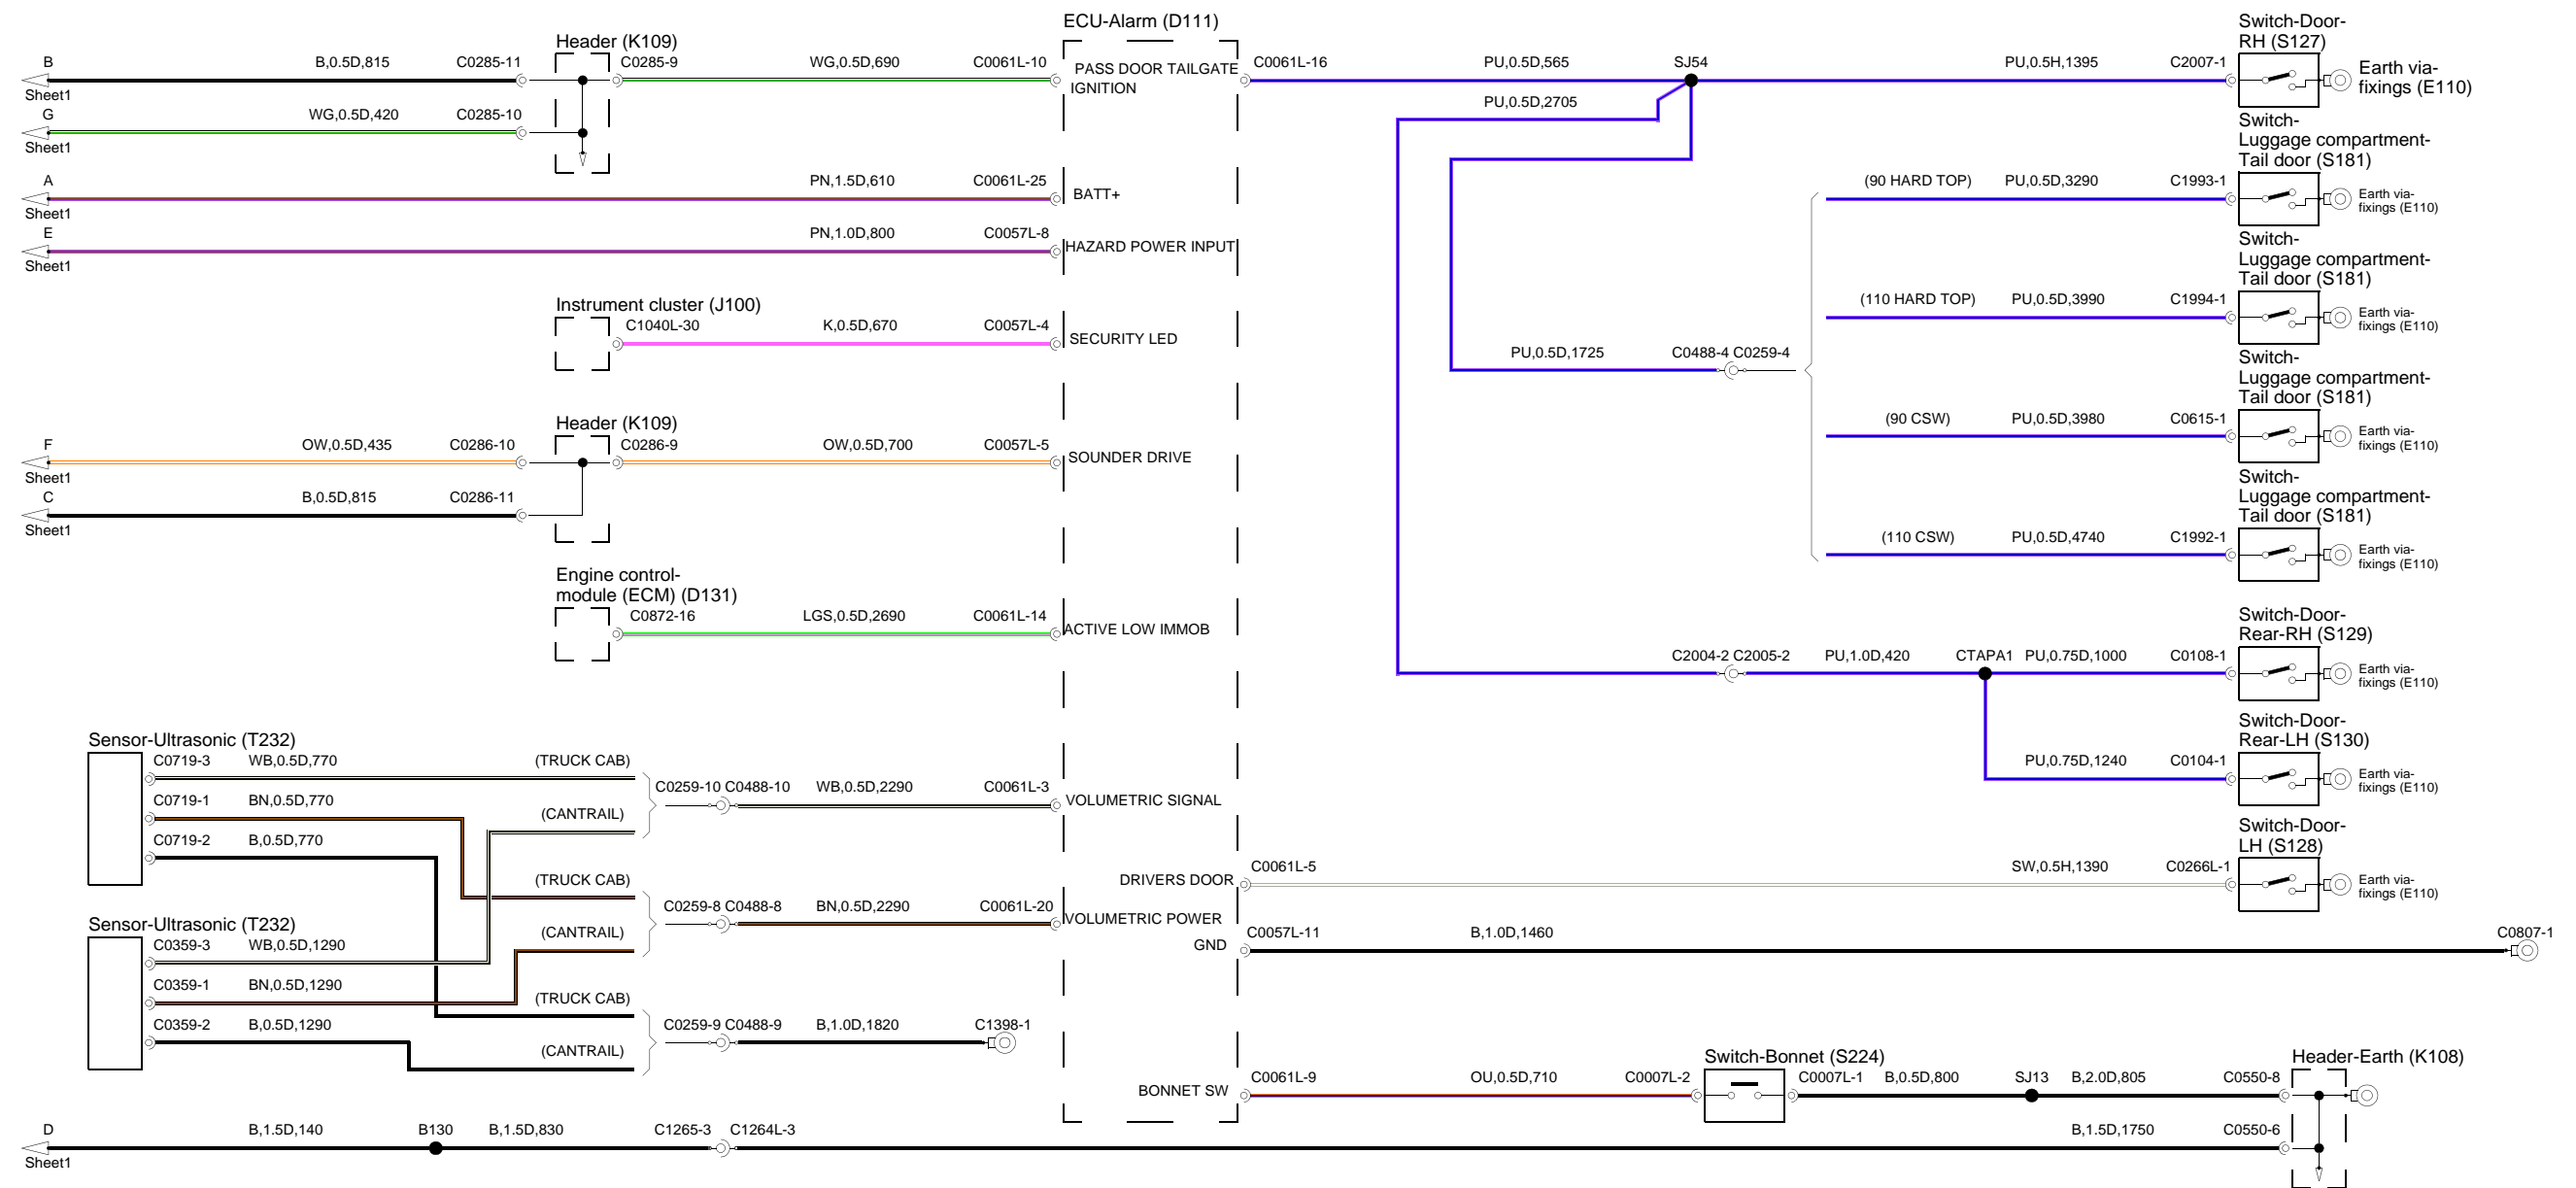 ECU-Alarm (D111)
Switch-Door-
RH (S127)
Header (K109)
B
B,0.5D,815
C0285-11
C0285-9
WG,0.5D,690
C0061L-10
PASS DOOR TAILGATE
IGNITION
C0061L-16
PU,0.5D,565
SJ54
PU,0.5H,1395
C2007-1
Earth via-
fixings (E110)
Sheet1
PU,0.5D,2705
G
WG,0.5D,420
C0285-10
Sheet1
Switch-
Luggage compartment-
Tail door (S181)
A
PN,1.5D,610
C0061L-25
BATT+
(90 HARD TOP)
PU,0.5D,3290
C1993-1
Earth via-
fixings (E110)
Sheet1
E
PN,1.0D,800
C0057L-8
HAZARD POWER INPUT
Sheet1
Switch-
Luggage compartment-
Tail door (S181)
(110 HARD TOP)
PU,0.5D,3990
C1994-1
Earth via-
fixings (E110)
Instrument cluster (J100)
C1040L-30
K,0.5D,670
C0057L-4
SECURITY LED
PU,0.5D,1725
C0488-4 C0259-4
Switch-
Luggage compartment-
Tail door (S181)
(90 CSW)
PU,0.5D,3980
C0615-1
Earth via-
fixings (E110)
Header (K109)
F
OW,0.5D,435
C0286-10
C0286-9
OW,0.5D,700
C0057L-5
SOUNDER DRIVE
Sheet1
C
B,0.5D,815
C0286-11
Sheet1
Switch-
Luggage compartment-
Tail door (S181)
(110 CSW)
PU,0.5D,4740
C1992-1
Earth via-
fixings (E110)
Engine control-
module (ECM) (D131)
C0872-16
LGS,0.5D,2690
C0061L-14
ACTIVE LOW IMMOB
Switch-Door-
Rear-RH (S129)
C2004-2 C2005-2
PU,1.0D,420
CTAPA1
PU,0.75D,1000
C0108-1
Earth via-
fixings (E110)
Switch-Door-
Rear-LH (S130)
PU,0.75D,1240
C0104-1
Earth via-
fixings (E110)
Sensor-Ultrasonic (T232)
C0719-3
WB,0.5D,770
(TRUCK CAB)
C0259-10 C0488-10
WB,0.5D,2290
C0061L-3
VOLUMETRIC SIGNAL
C0719-1
BN,0.5D,770
(CANTRAIL)
C0719-2
B,0.5D,770
Switch-Door-
LH (S128)
DRIVERS DOOR
C0061L-5
SW,0.5H,1390
C0266L-1
Earth via-
fixings (E110)
(TRUCK CAB)
C0259-8 C0488-8
BN,0.5D,2290
C0061L-20
VOLUMETRIC POWER
Sensor-Ultrasonic (T232)
C0359-3
WB,0.5D,1290
(CANTRAIL)
GND
C0057L-11
B,1.0D,1460
C0807-1
C0359-1
BN,0.5D,1290
(TRUCK CAB)
C0359-2
B,0.5D,1290
C0259-9 C0488-9
B,1.0D,1820
C1398-1
(CANTRAIL)
Switch-Bonnet (S224)
Header-Earth (K108)
BONNET SW
C0061L-9
OU,0.5D,710
C0007L-2
C0007L-1
B,0.5D,800
SJ13
B,2.0D,805
C0550-8
D
B,1.5D,140
B130
B,1.5D,830
C1265-3
C1264L-3
B,1.5D,1750
C0550-6
Sheet1